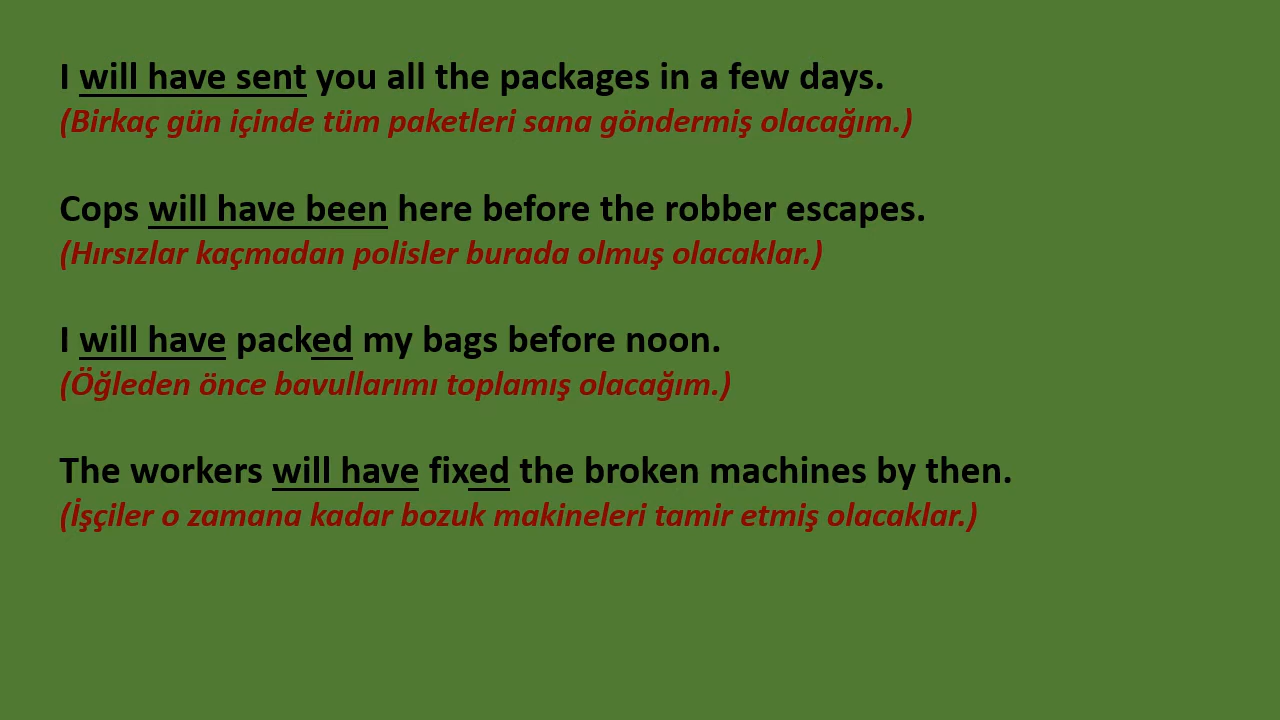 I will have sent you all the packages in a few days.
(Birkaç gün içinde tüm paketleri sana göndermiş olacağım.)
Cops will have been here before the robber escapes.
(Hırsızlar kaçmadan polisler burada olmuş olacaklar.)
I will have packed my bags before noon.
(Öğleden önce bavullarımı toplamış olacağım.)
The workers will have fixed the broken machines by then.
(İşçiler o zamana kadar bozuk makineleri tamir etmiş olacaklar.)